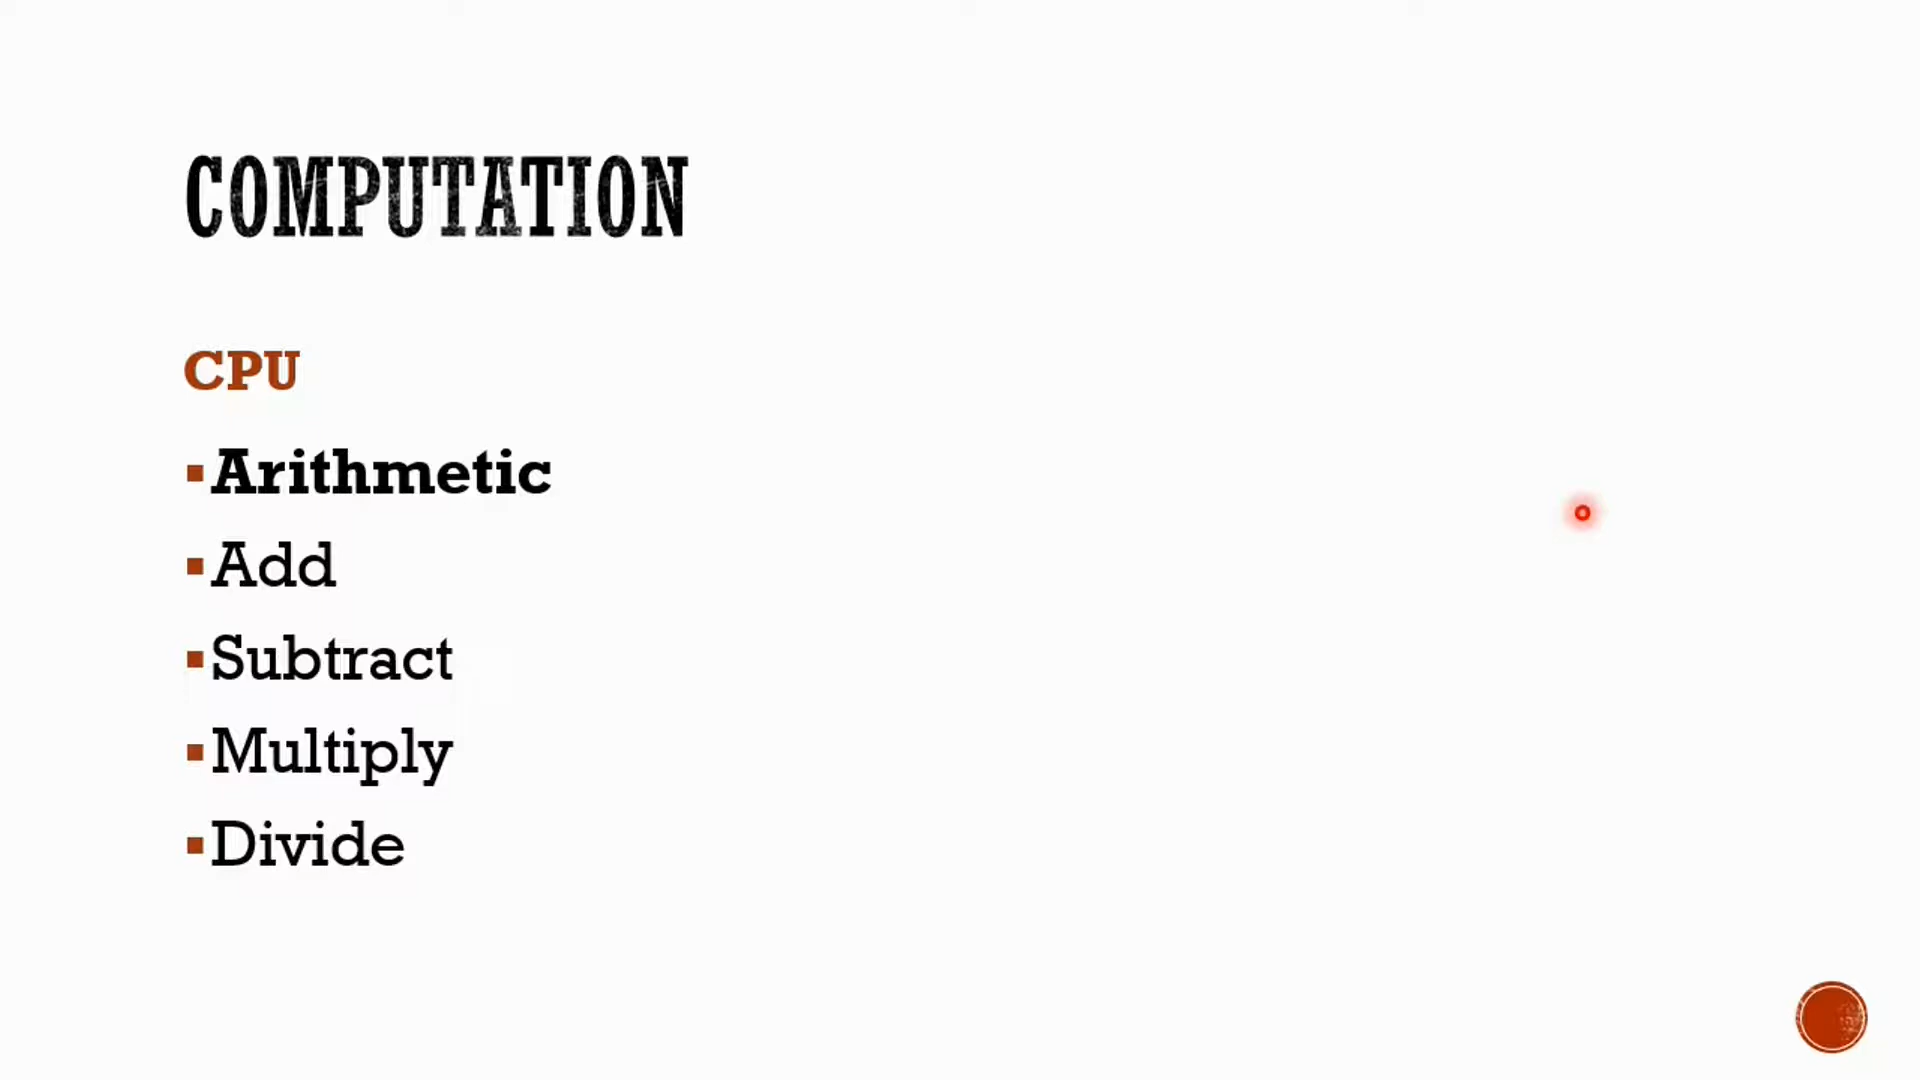 COMPUTATION
CPU
▪Arithmetic
▪Add
▪Subtract
▪Multiply
▪Divide